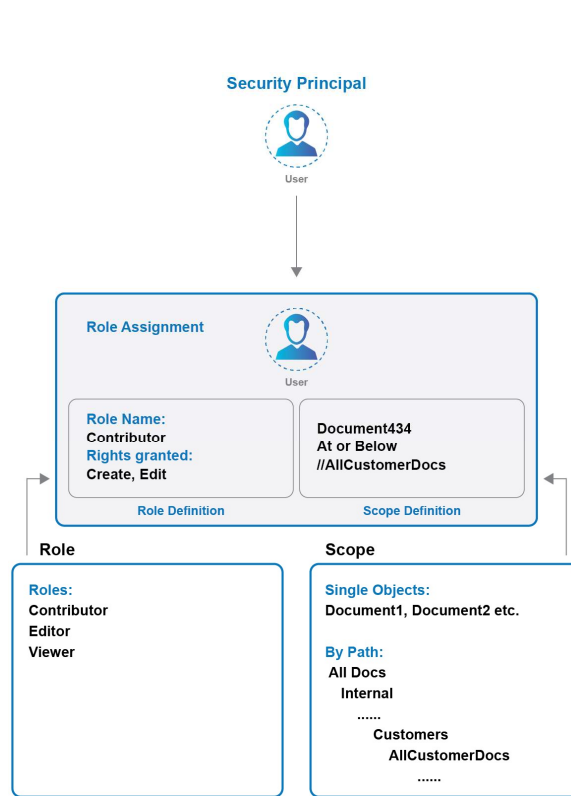 Security Principal
User
Role Assignment
User
Role Name:
Contributor
Rights granted:
Create, Edit
Document434
At or Below
//AllCustomerDocs
Role Definition
Scope Definition
Role
Scope
Roles:
Contributor
Editor
Viewer
Single Objects:
Document1, Document2 etc.
By Path:
All Docs
Internal
......
Customers
AllCustomerDocs
......